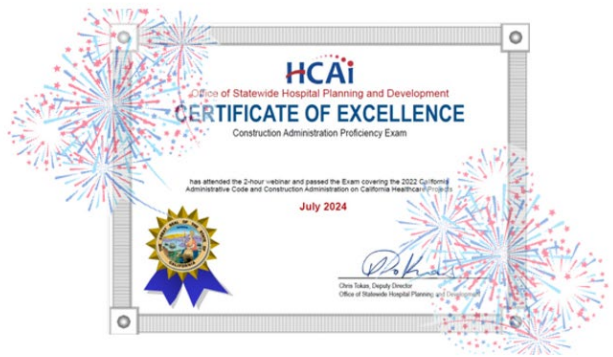 HCAi
Office of Statewide Hospital Planning and Development
CERTIFICATE OF EXCELLENCE
Construction Administration Proficiency Exam
has attended the 2-hour webinar and passed the Exam covering the 2022 California
Administrative Code and Construction Administration on California Healthcare Projects
July 2024
Chris Tokas, Deputy Director
Office of Statewide Hospital Planning and Development